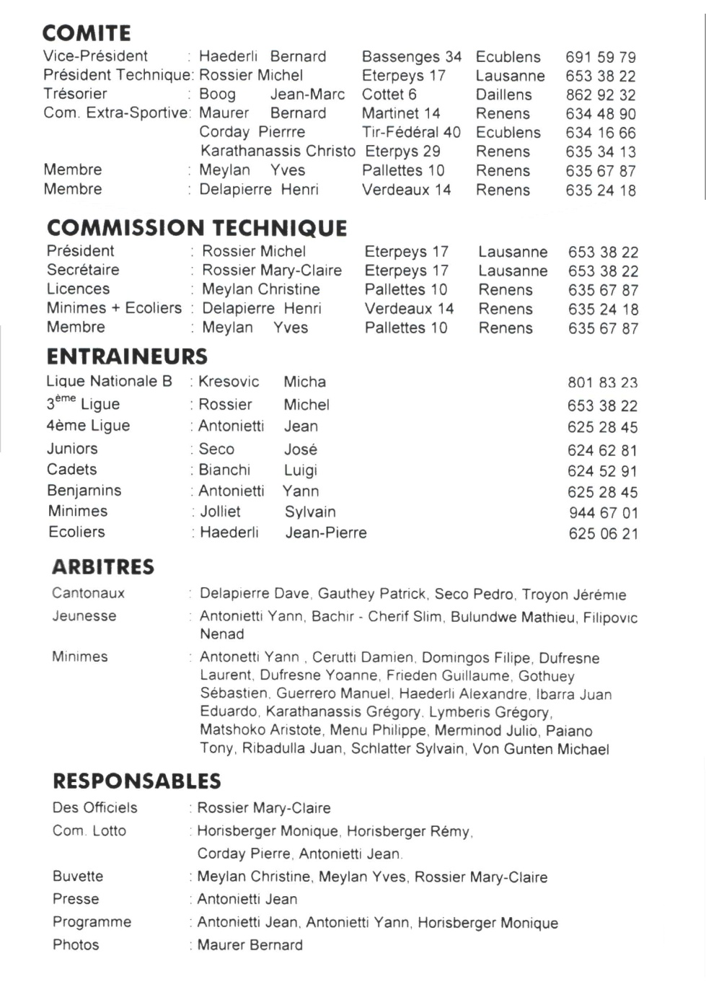 COMITE
Vice-Président : Haederli Bernard Bassenges 34 Ecublens 691 59 79
Président Technique: Rossier Michel Eterpeys 17 Lausanne 653 38 22
Trésorier : Boog Jean-Marc Cottet 6 Daillens 862 92 32
Com. Extra-Sportive: Maurer Bernard Martinet 14 Renens 634 48 90
Corday Pierrre Tir-Fédéral 40 Ecublens 634 16 66
Karathanassis Christo Eterpys 29 Renens 635 34 13
Membre : Meylan Yves Pallettes 10 Renens 635 67 87
Membre : Delapierre Henri Verdeaux 14 Renens 635 24 18
COMMISSION TECHNIQUE
Président : Rossier Michel Eterpeys 17 Lausanne 653 38 22
Secrétaire : Rossier Mary-Claire Eterpeys 17 Lausanne 653 38 22
Licences : Meylan Christine Pallettes 10 Renens 635 67 87
Minimes + Ecoliers : Delapierre Henri Verdeaux 14 Renens 635 24 18
Membre : Meylan Yves Pallettes 10 Renens 635 67 87
ENTRAINEURS
Ligue Nationale B : Kresovic Micha 801 83 23
3ème Ligue : Rossier Michel 653 38 22
4ème Ligue : Antonietti Jean 625 28 45
Juniors : Seco José 624 62 81
Cadets : Bianchi Luigi 624 52 91
Benjamins : Antonietti Yann 625 28 45
Minimes : Jolliet Sylvain 944 67 01
Ecoliers : Haederli Jean-Pierre 625 06 21
ARBITRES
Cantonaux : Delapierre Dave, Gauthey Patrick, Seco Pedro, Troyon Jérémie
Jeunesse : Antonietti Yann, Bachir - Cherif Slim, Bulundwe Mathieu, Filipovic
Nenad
Minimes : Antonetti Yann , Cerutti Damien, Domingos Filipe, Dufresne
Laurent, Dufresne Yoanne, Frieden Guillaume, Gothuey
Sébastien, Guerrero Manuel, Haederli Alexandre, Ibarra Juan
Eduardo, Karathanassis Grégory, Lymberis Grégory,
Matshoko Aristote, Menu Philippe, Merminod Julio, Paiano
Tony, Ribadulla Juan, Schlatter Sylvain, Von Gunten Michael
RESPONSABLES
Des Officiels : Rossier Mary-Claire
Com. Lotto : Horisberger Monique, Horisberger Rémy,
Corday Pierre, Antonietti Jean.
Buvette : Meylan Christine, Meylan Yves, Rossier Mary-Claire
Presse : Antonietti Jean
Programme : Antonietti Jean, Antonietti Yann, Horisberger Monique
Photos : Maurer Bernard